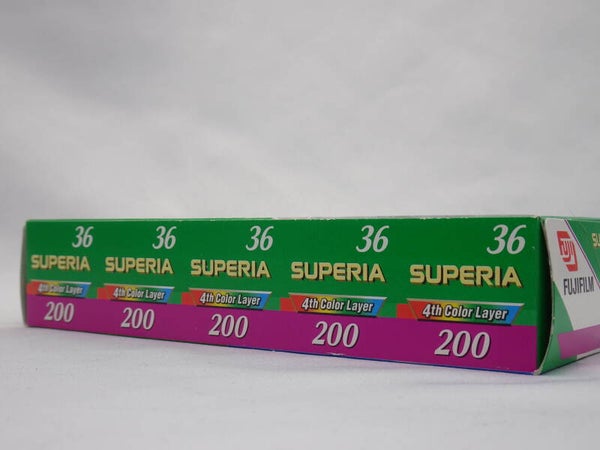 36 36 36 36 36
SUPERIA SUPERIA SUPERIA SUPERIA SUPERIA
4th Color Layer 4th Color Layer 4th Color Layer 4th Color Layer 4th Color Layer
200 200 200 200 200
FUJI
FUJIFILM